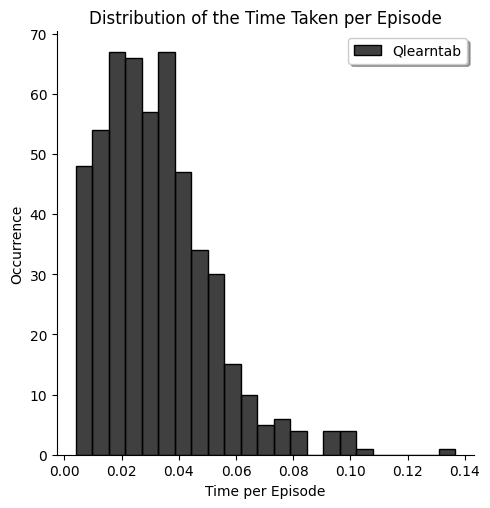 Distribution of the Time Taken per Episode
Qlearntab
70
60
50
40
30
20
10
0
Occurrence
0.00 0.02 0.04 0.06 0.08 0.10 0.12 0.14
Time per Episode